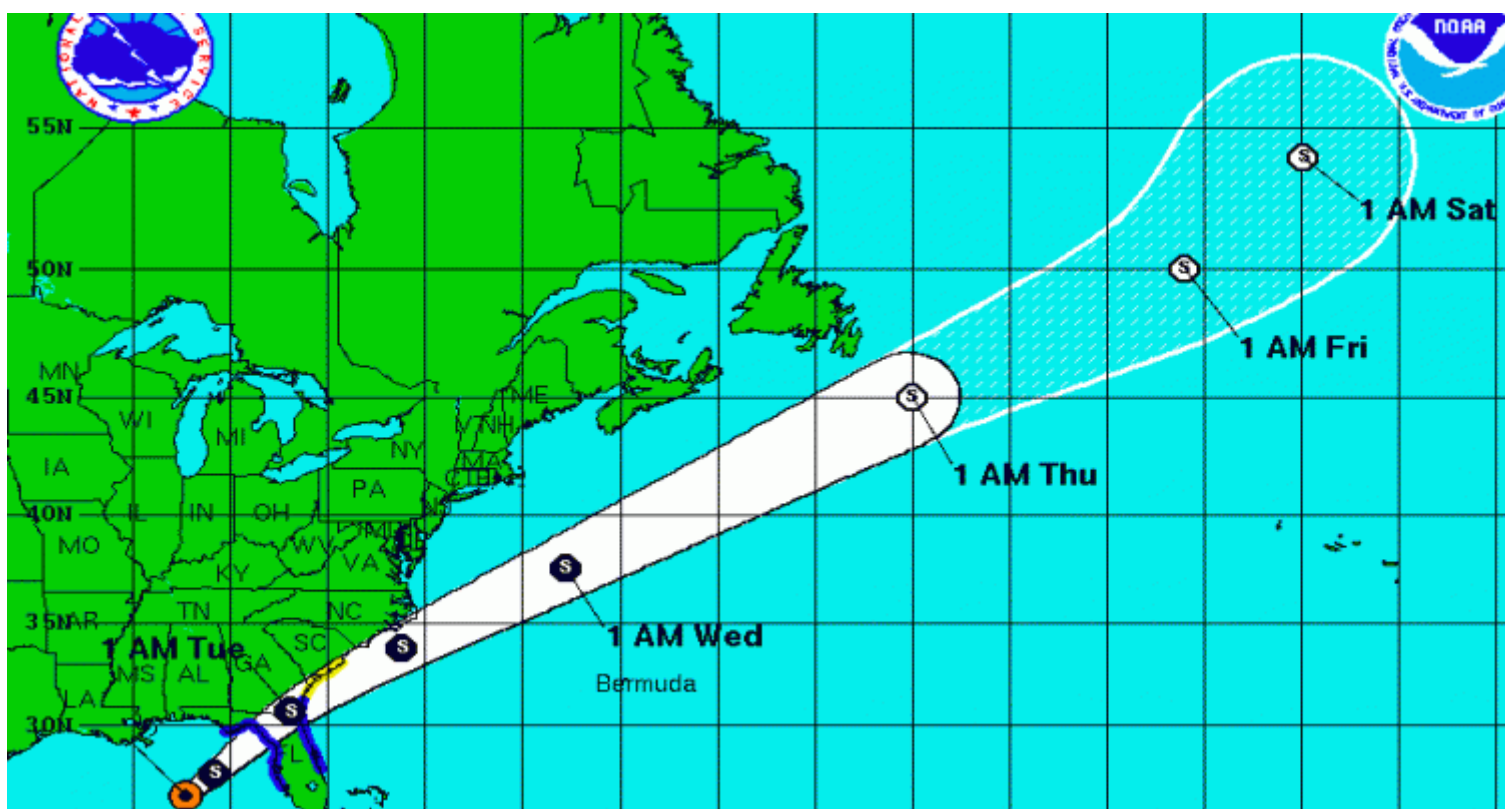 NATIONAL
SERVICE
NOAA
55N
1 AM Sat
50N
1 AM Fri
MN
45N
WI
MI
ME
NH
NY
MA
IA
PA
1 AM Thu
40N
IL
IN
OH
MO
WV
VA
KY
TN
NC
35N
AR
1 AM Wed
1 AM Tue
SC
MS
AL
GA
Bermuda
LA
30N
FL
S
S
S
S
S
S
S